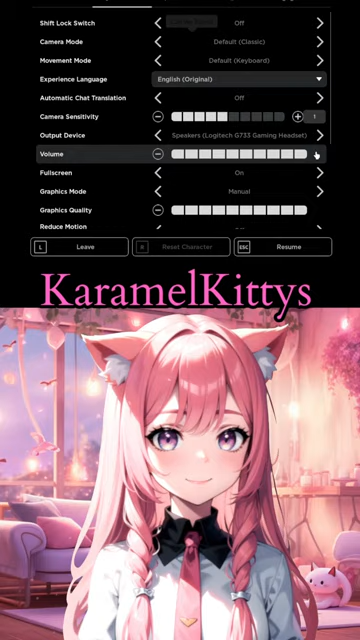 Shift Lock Switch Off
Camera Mode Default (Classic)
Movement Mode Default (Keyboard)
Experience Language English (Original)
Automatic Chat Translation Off
Camera Sensitivity 1
Output Device Speakers (Logitech G733 Gaming Headset)
Volume
Fullscreen On
Graphics Mode Manual
Graphics Quality
Reduce Motion
L Leave R Reset Character ESC Resume
KaramelKittys